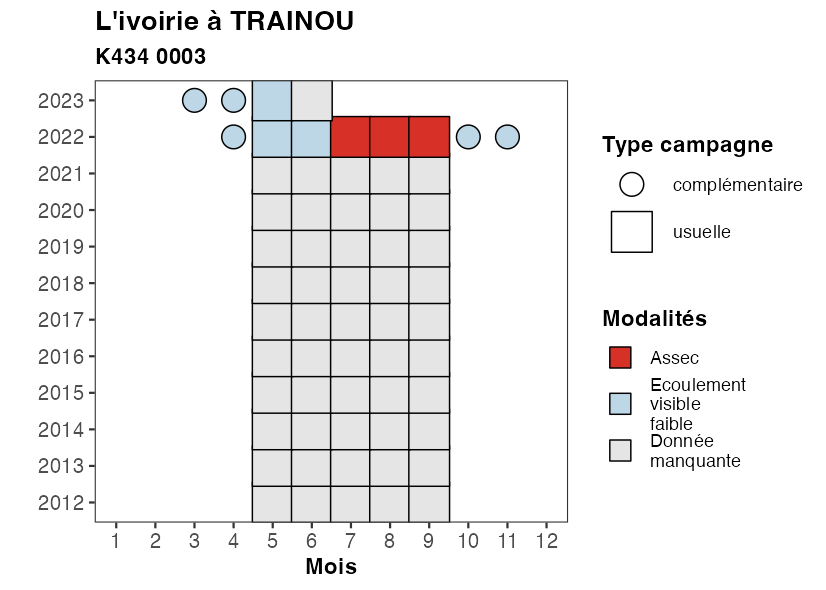 L'ivoirie à TRAINOU
K434 0003
2023
2022
2021
2020
2019
2018
2017
2016
2015
2014
2013
2012
1 2 3 4 5 6 7 8 9 10 11 12
Mois
Type campagne
complémentaire
usuelle
Modalités
Assec
Ecoulement
visible
faible
Donnée
manquante